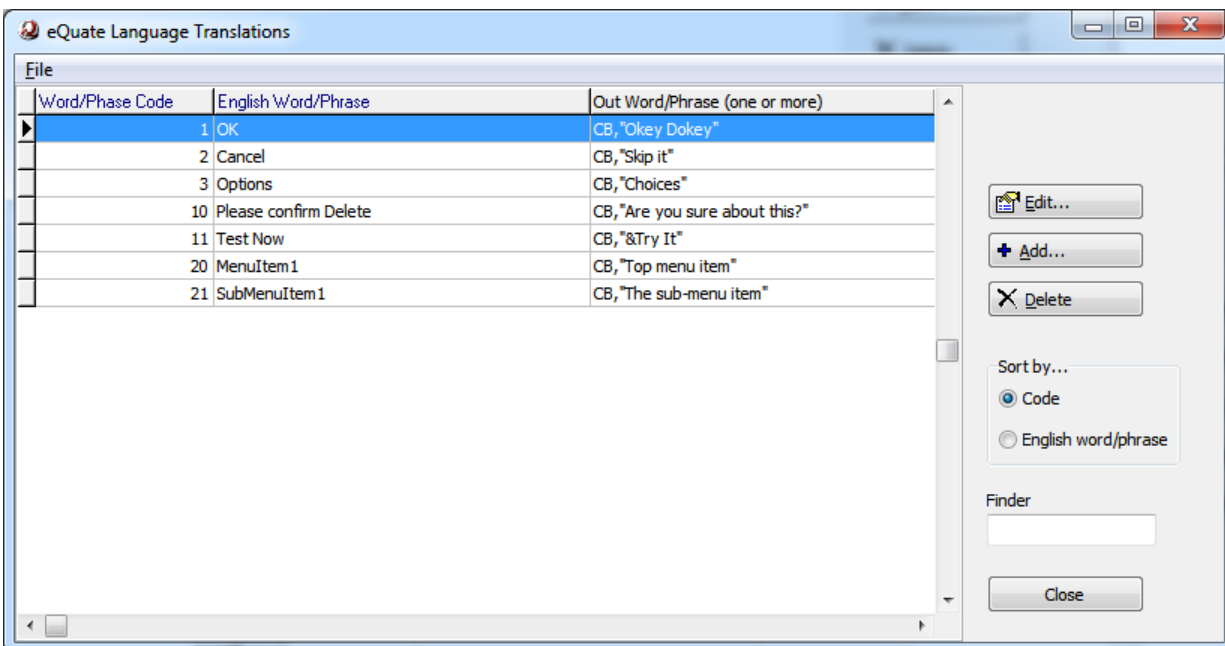 eQuate Language Translations
File
Word/Phase Code English Word/Phrase Out Word/Phrase (one or more)
1 OK CB,"Okey Dokey"
2 Cancel CB,"Skip it"
3 Options CB,"Choices"
10 Please confirm Delete CB,"Are you sure about this?"
11 Test Now CB,"&Try It"
20 MenuItem1 CB,"Top menu item"
21 SubMenuItem1 CB,"The sub-menu item"
Edit...
Add...
Delete
Sort by...
Code
English word/phrase
Finder
Close